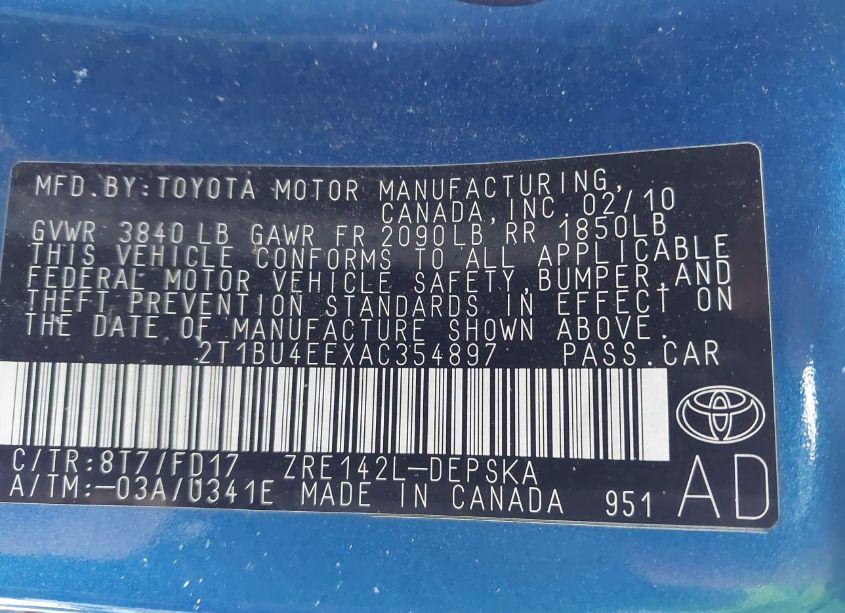 MFD.BY:TOYOTA MOTOR MANUFACTURING,
CANADA,INC. 02/10
GVWR 3840 LB GAWR FR 2090LB RR 1850LB
THIS VEHICLE CONFORMS TO ALL APPLICABLE
FEDERAL MOTOR VEHICLE SAFETY,BUMPER,AND
THEFT PREVENTION STANDARDS IN EFFECT ON
THE DATE OF MANUFACTURE SHOWN ABOVE.
2T1BU4EEXAC354897 PASS.CAR
C/TR:8T7/FD17 ZRE142L-DEPSKA
A/TM:-03A/U341E MADE IN CANADA 951 AD